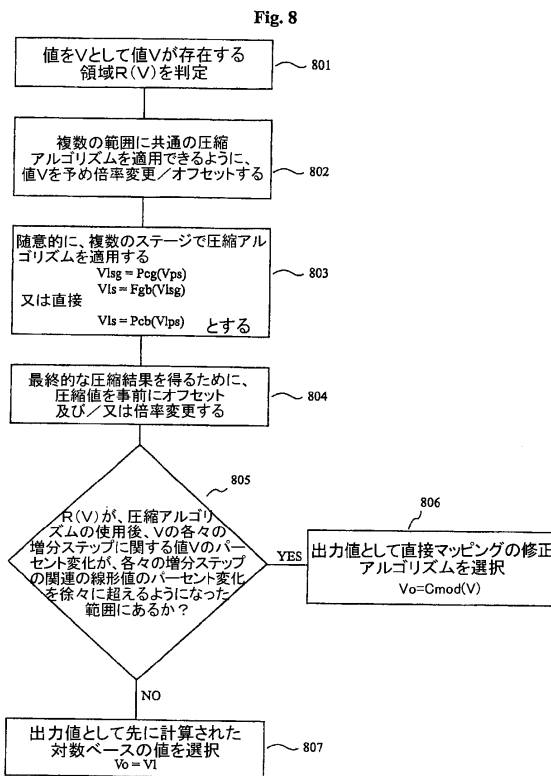 Fig. 8
値をVとして値Vが存在する
領域R(V)を判定
801
複数の範囲に共通の圧縮
アルゴリズムを適用できるように、
値Vを予め倍率変更/オフセットする
802
随意的に、複数のステージで圧縮アル
ゴリズムを適用する
Vlsg = Pcg(Vps)
Vls = Fgb(Vlsg)
又は直接
Vls = Pcb(Vlps) とする
803
最終的な圧縮結果を得るために、
圧縮値を事前にオフセット
及び/又は倍率変更する
804
805
R(V)が、圧縮アルゴリ
ズムの使用後、Vの各々の
増分ステップに関する値Vのパー
セント変化が、各々の増分ステップ
の関連の線形値のパーセント変化
を徐々に超えるようになった
範囲にあるか?
YES
806
出力値として直接マッピングの修正
アルゴリズムを選択
Vo=Cmod(V)
NO
出力値として先に計算された
対数ベースの値を選択
Vo = Vl
807